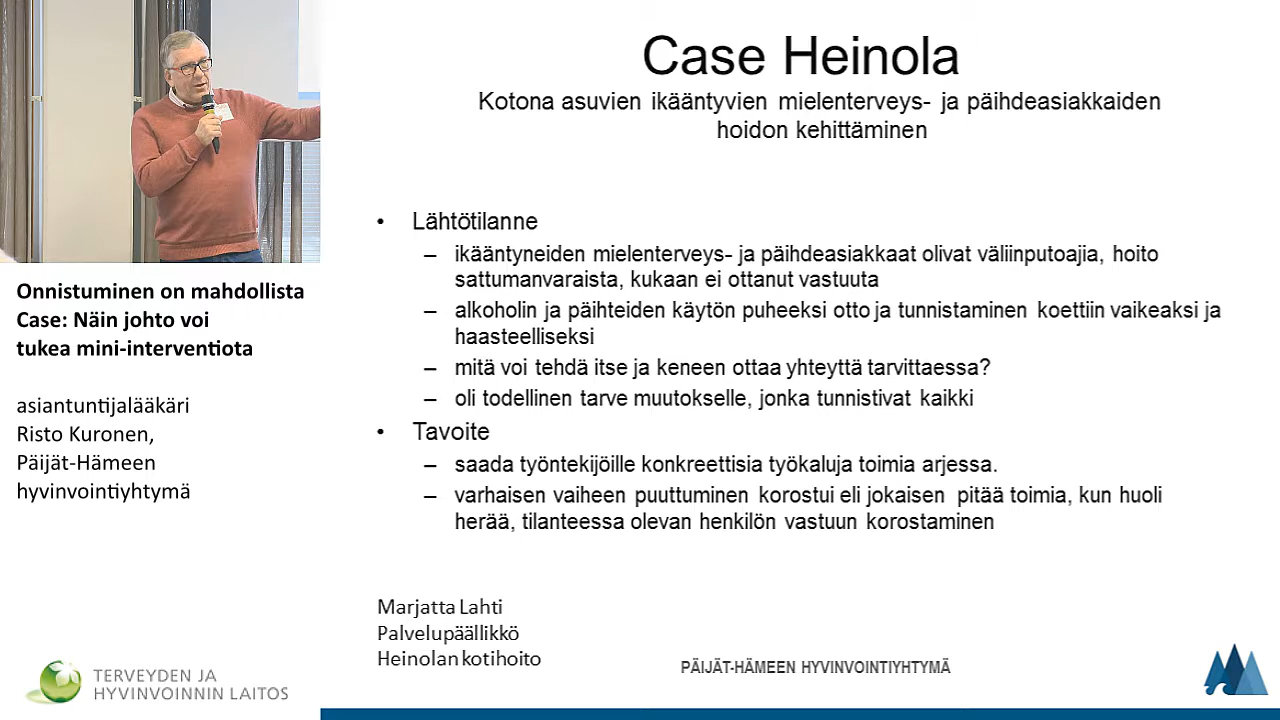 Case Heinola
Kotona asuvien ikääntyvien mielenterveys- ja päihdeasiakkaiden
hoidon kehittäminen
• Lähtötilanne
– ikääntyneiden mielenterveys- ja päihdeasiakkaat olivat väliinputoajia, hoito
sattumanvaraista, kukaan ei ottanut vastuuta
– alkoholin ja päihteiden käytön puheeksi otto ja tunnistaminen koettiin vaikeaksi ja
haasteelliseksi
– mitä voi tehdä itse ja keneen ottaa yhteyttä tarvittaessa?
– oli todellinen tarve muutokselle, jonka tunnistivat kaikki
• Tavoite
– saada työntekijöille konkreettisia työkaluja toimia arjessa.
– varhaisen vaiheen puuttuminen korostui eli jokaisen pitää toimia, kun huoli
herää, tilanteessa olevan henkilön vastuun korostaminen
Marjatta Lahti
Palvelupäällikkö
Heinolan kotihoito
PÄIJÄT-HÄMEEN HYVINVOINTIYHTYMÄ
Onnistuminen on mahdollista
Case: Näin johto voi
tukea mini-interventiota
asiantuntijalääkäri
Risto Kuronen,
Päijät-Hämeen
hyvinvointiyhtymä
TERVEYDEN JA
HYVINVOINNIN LAITOS